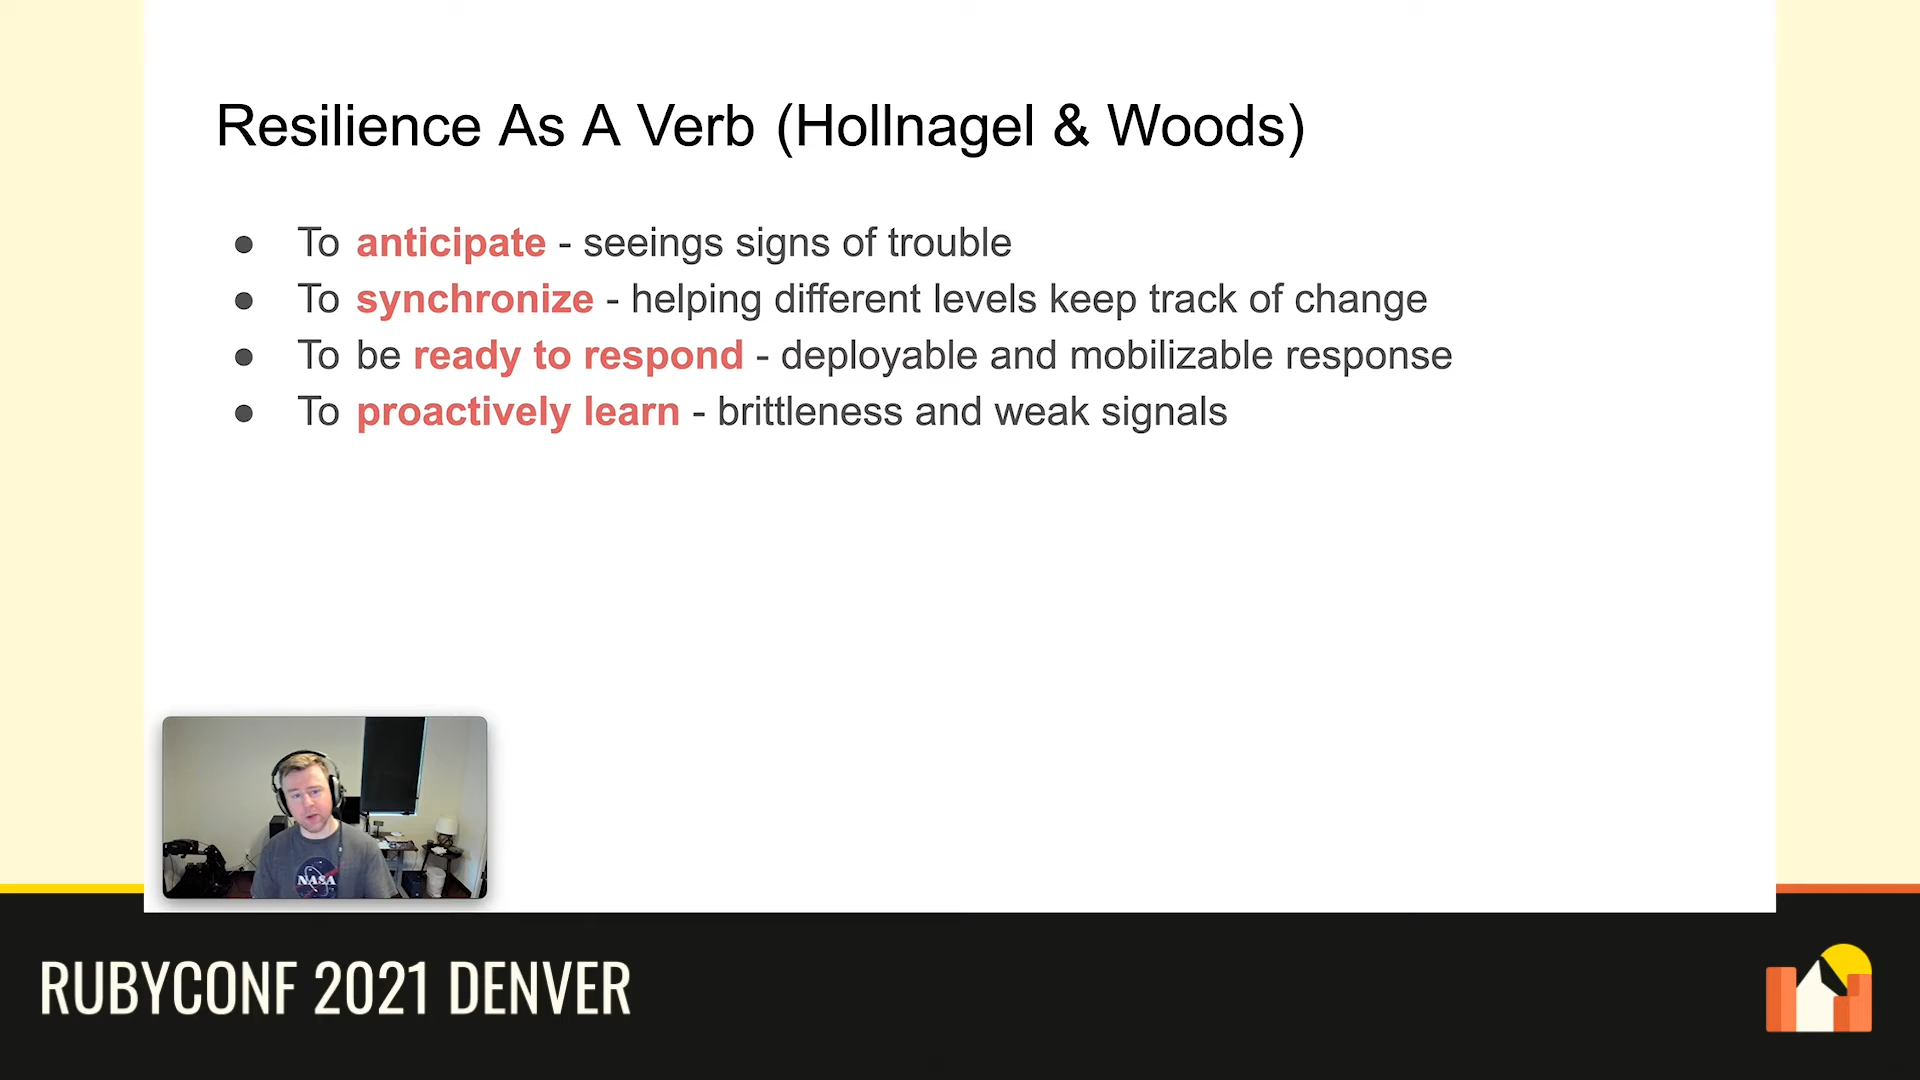 Resilience As A Verb (Hollnagel & Woods)
● To anticipate - seeings signs of trouble
● To synchronize - helping different levels keep track of change
● To be ready to respond - deployable and mobilizable response
● To proactively learn - brittleness and weak signals
NASA
RUBYCONF 2021 DENVER